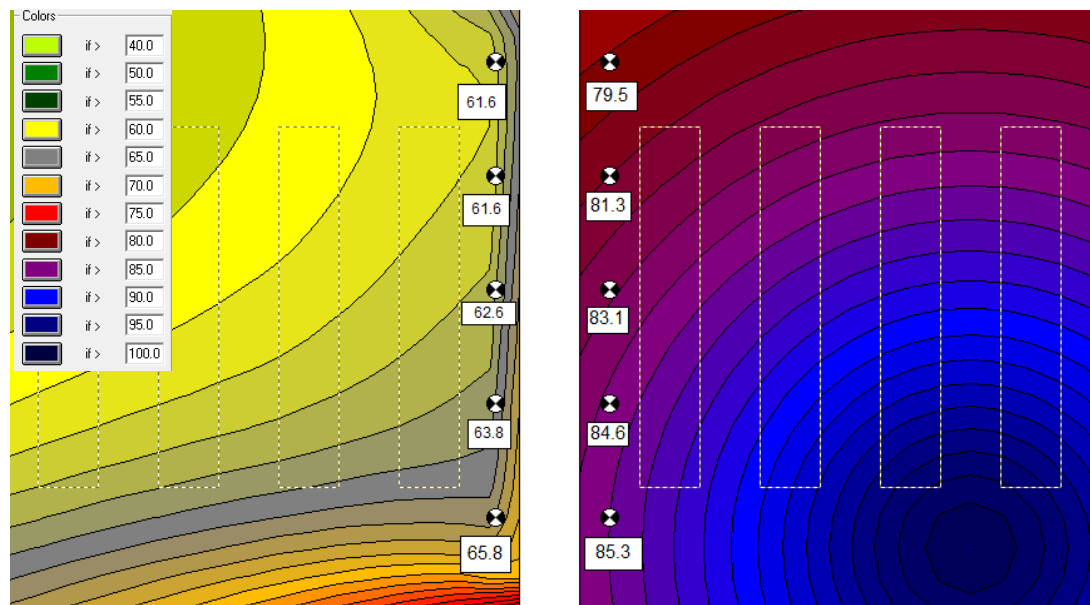 Colors
if > 40.0
if > 50.0
if > 55.0
if > 60.0
if > 65.0
if > 70.0
if > 75.0
if > 80.0
if > 85.0
if > 90.0
if > 95.0
if > 100.0
61.6
61.6
62.6
63.8
65.8
79.5
81.3
83.1
84.6
85.3